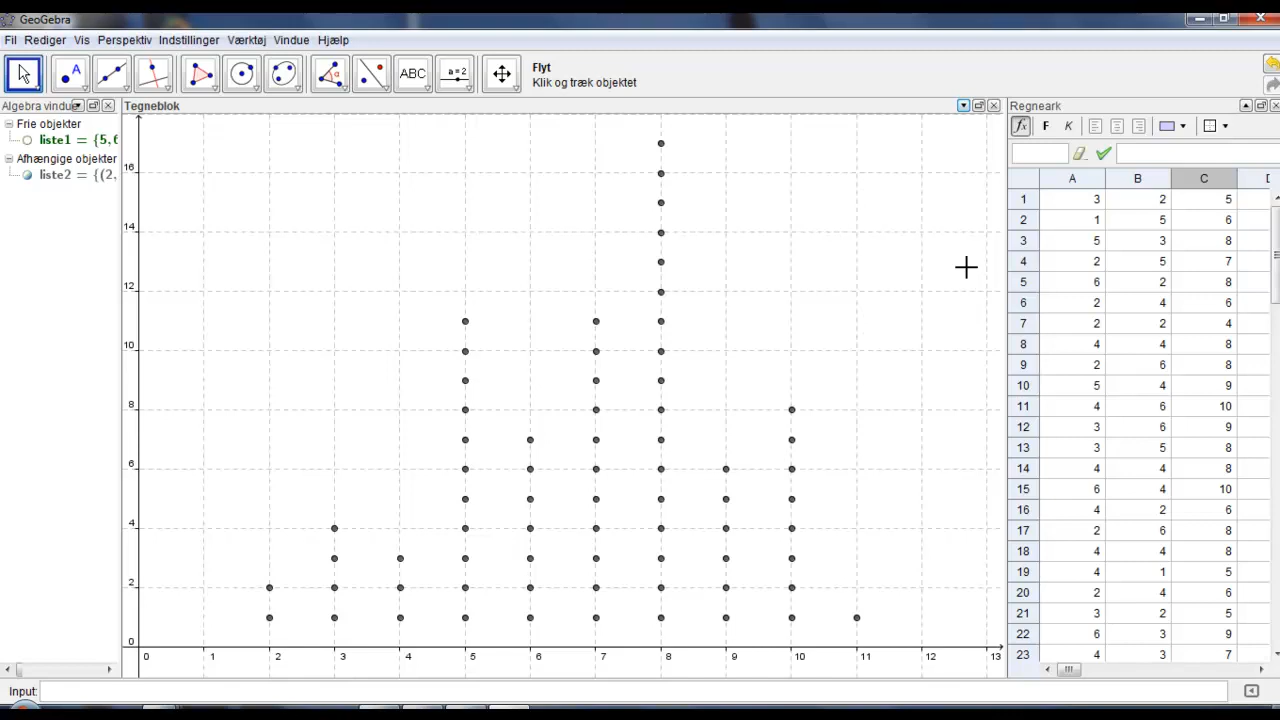 GeoGebra
Fil Rediger Vis Perspektiv Indstillinger Værktøj Vindue Hjælp
A
α
ABC
a = 2
Flyt
Klik og træk objektet
Algebra vindue
Tegneblok
Regneark
Frie objekter
liste1 = {5, 6
Afhængige objekter
liste2 = {(2,
fx F K
A B C D
1 3 2 5
2 1 5 6
3 5 3 8
4 2 5 7
5 6 2 8
6 2 4 6
7 2 2 4
8 4 4 8
9 2 6 8
10 5 4 9
11 4 6 10
12 3 6 9
13 3 5 8
14 4 4 8
15 6 4 10
16 4 2 6
17 2 6 8
18 4 4 8
19 4 1 5
20 2 4 6
21 3 2 5
22 6 3 9
23 4 3 7
16
14
12
10
8
6
4
2
0
0 1 2 3 4 5 6 7 8 9 10 11 12 13
Input: